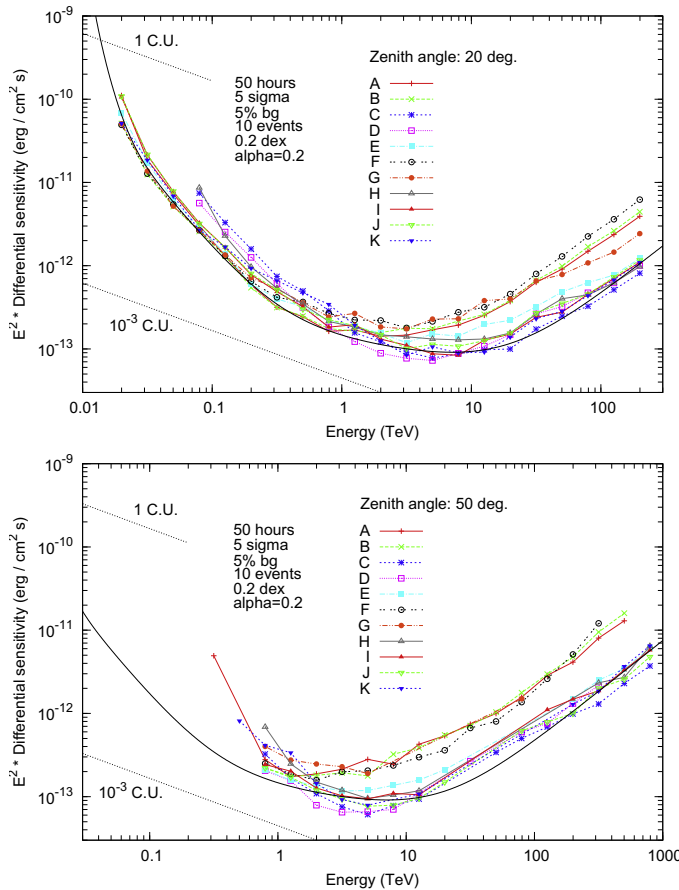 10^-9
10^-10
10^-11
10^-12
10^-13
E^2 * Differential sensitivity (erg / cm^2 s)
1 C.U.
50 hours
5 sigma
5% bg
10 events
0.2 dex
alpha=0.2
10^-3 C.U.
Zenith angle: 20 deg.
A
B
C
D
E
F
G
H
I
J
K
0.01
0.1
1
10
100
Energy (TeV)
10^-9
10^-10
10^-11
10^-12
10^-13
E^2 * Differential sensitivity (erg / cm^2 s)
1 C.U.
50 hours
5 sigma
5% bg
10 events
0.2 dex
alpha=0.2
10^-3 C.U.
Zenith angle: 50 deg.
A
B
C
D
E
F
G
H
I
J
K
0.1
1
10
100
1000
Energy (TeV)